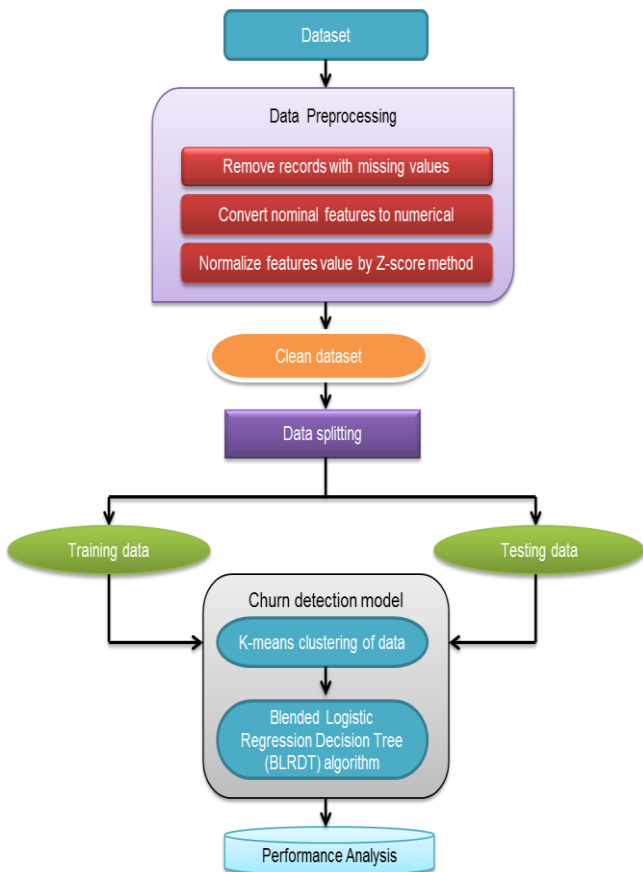 Dataset
Data Preprocessing
Remove records with missing values
Convert nominal features to numerical
Normalize features value by Z-score method
Clean dataset
Data splitting
Training data
Testing data
Churn detection model
K-means clustering of data
Blended Logistic
Regression Decision Tree
(BLRDT) algorithm
Performance Analysis